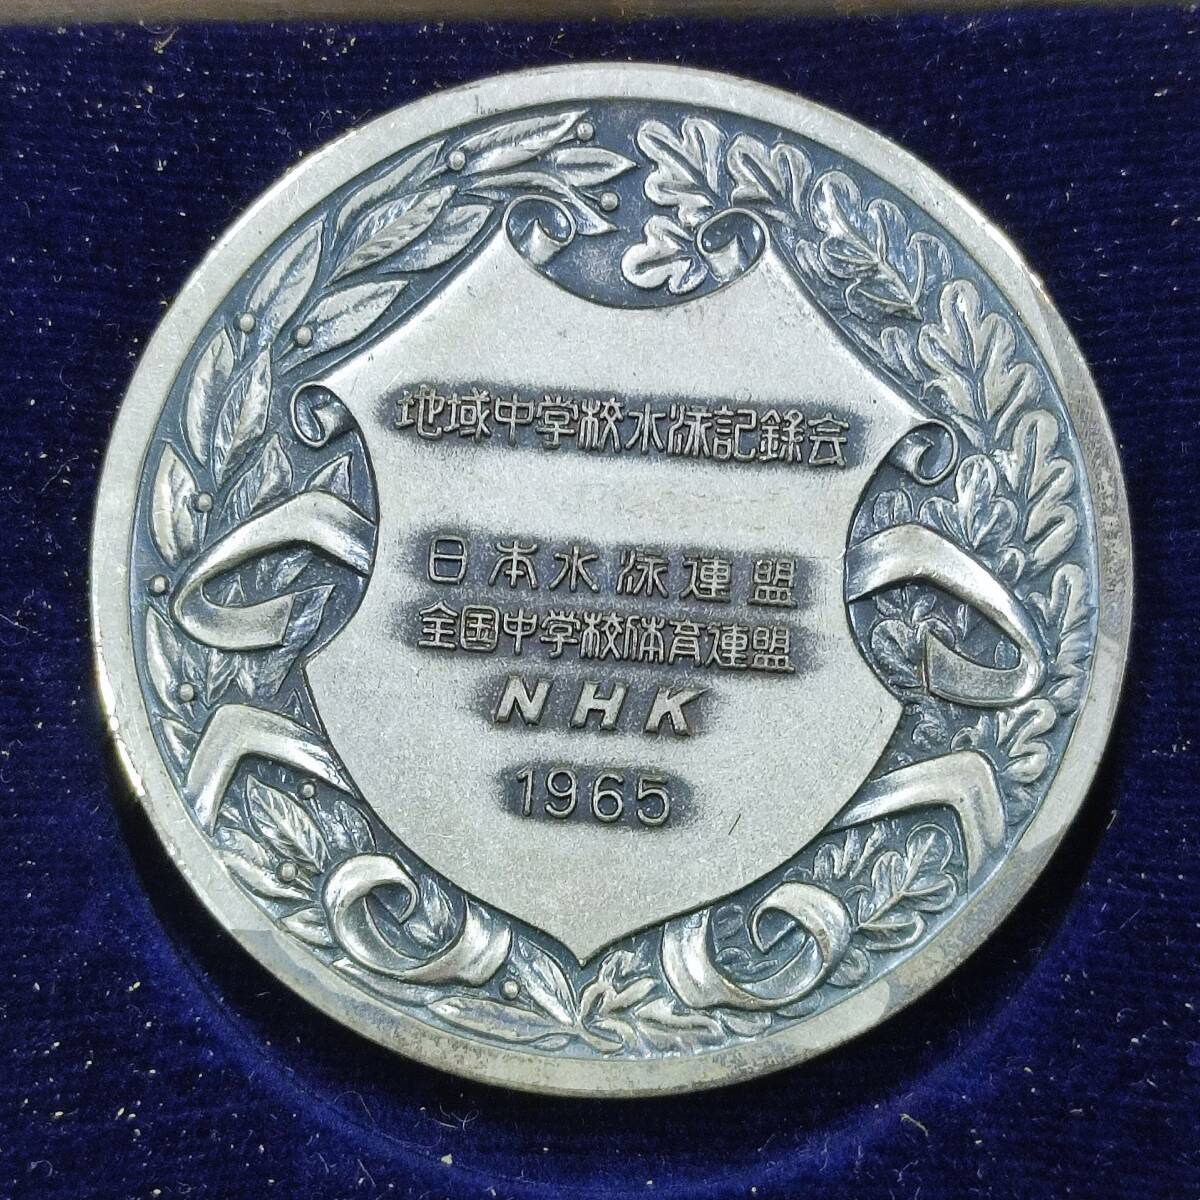 地域中学校水泳記録会
日本水泳連盟
全国中学校体育連盟
NHK
1965